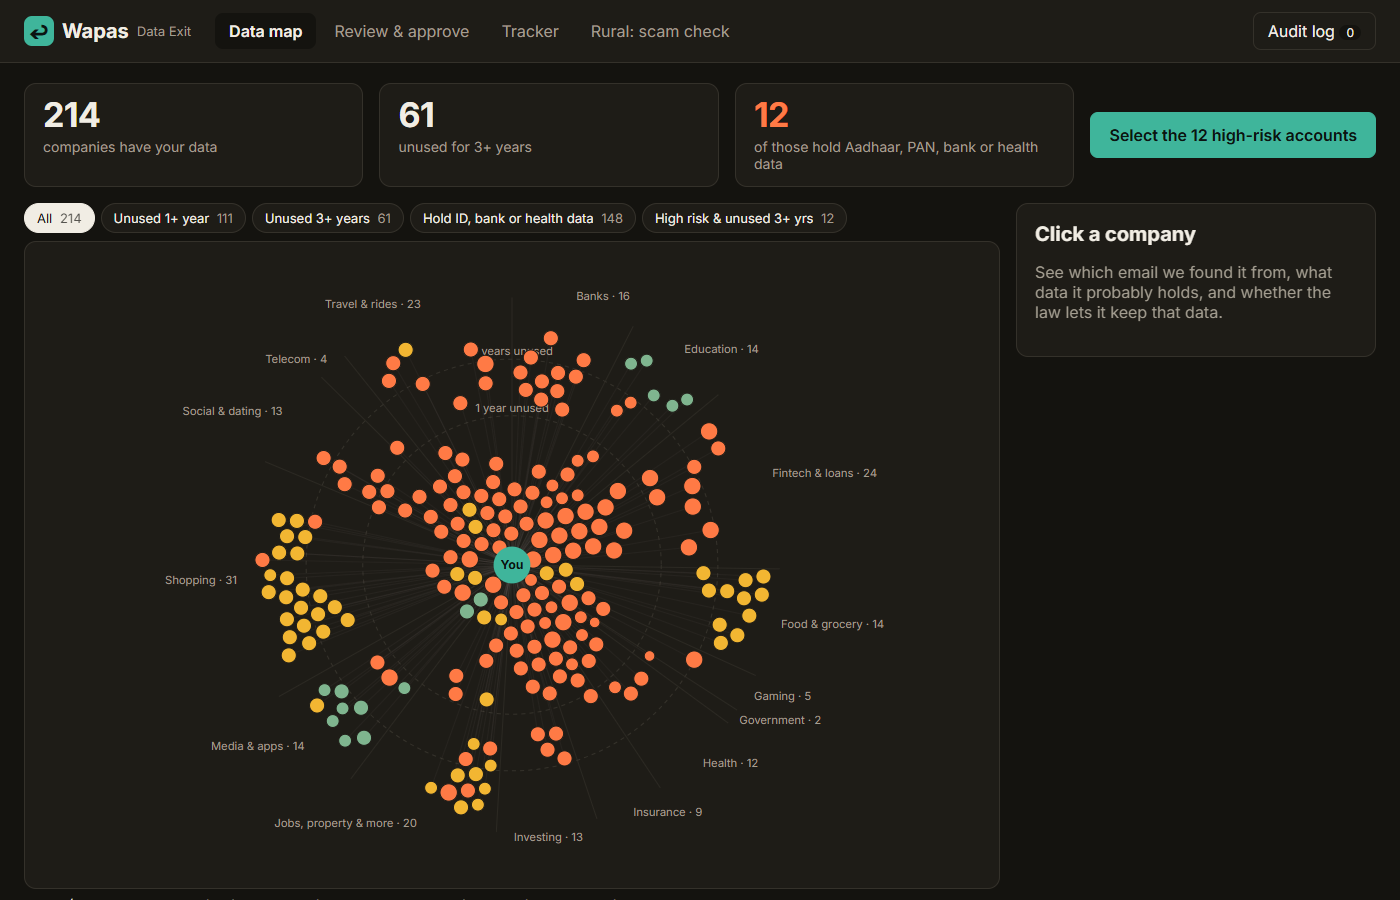 Wapas Data Exit
Data map
Review & approve
Tracker
Rural: scam check
Audit log 0
214
companies have your data
61
unused for 3+ years
12
of those hold Aadhaar, PAN, bank or health
data
Select the 12 high-risk accounts
All 214
Unused 1+ year 111
Unused 3+ years 61
Hold ID, bank or health data 148
High risk & unused 3+ yrs 12
Click a company
See which email we found it from, what
data it probably holds, and whether the
law lets it keep that data.
Banks · 16
Travel & rides · 23
Education · 14
years unused
Telecom · 4
1 year unused
Social & dating · 13
Fintech & loans · 24
You
Shopping · 31
Food & grocery · 14
Gaming · 5
Government · 2
Media & apps · 14
Health · 12
Insurance · 9
Jobs, property & more · 20
Investing · 13